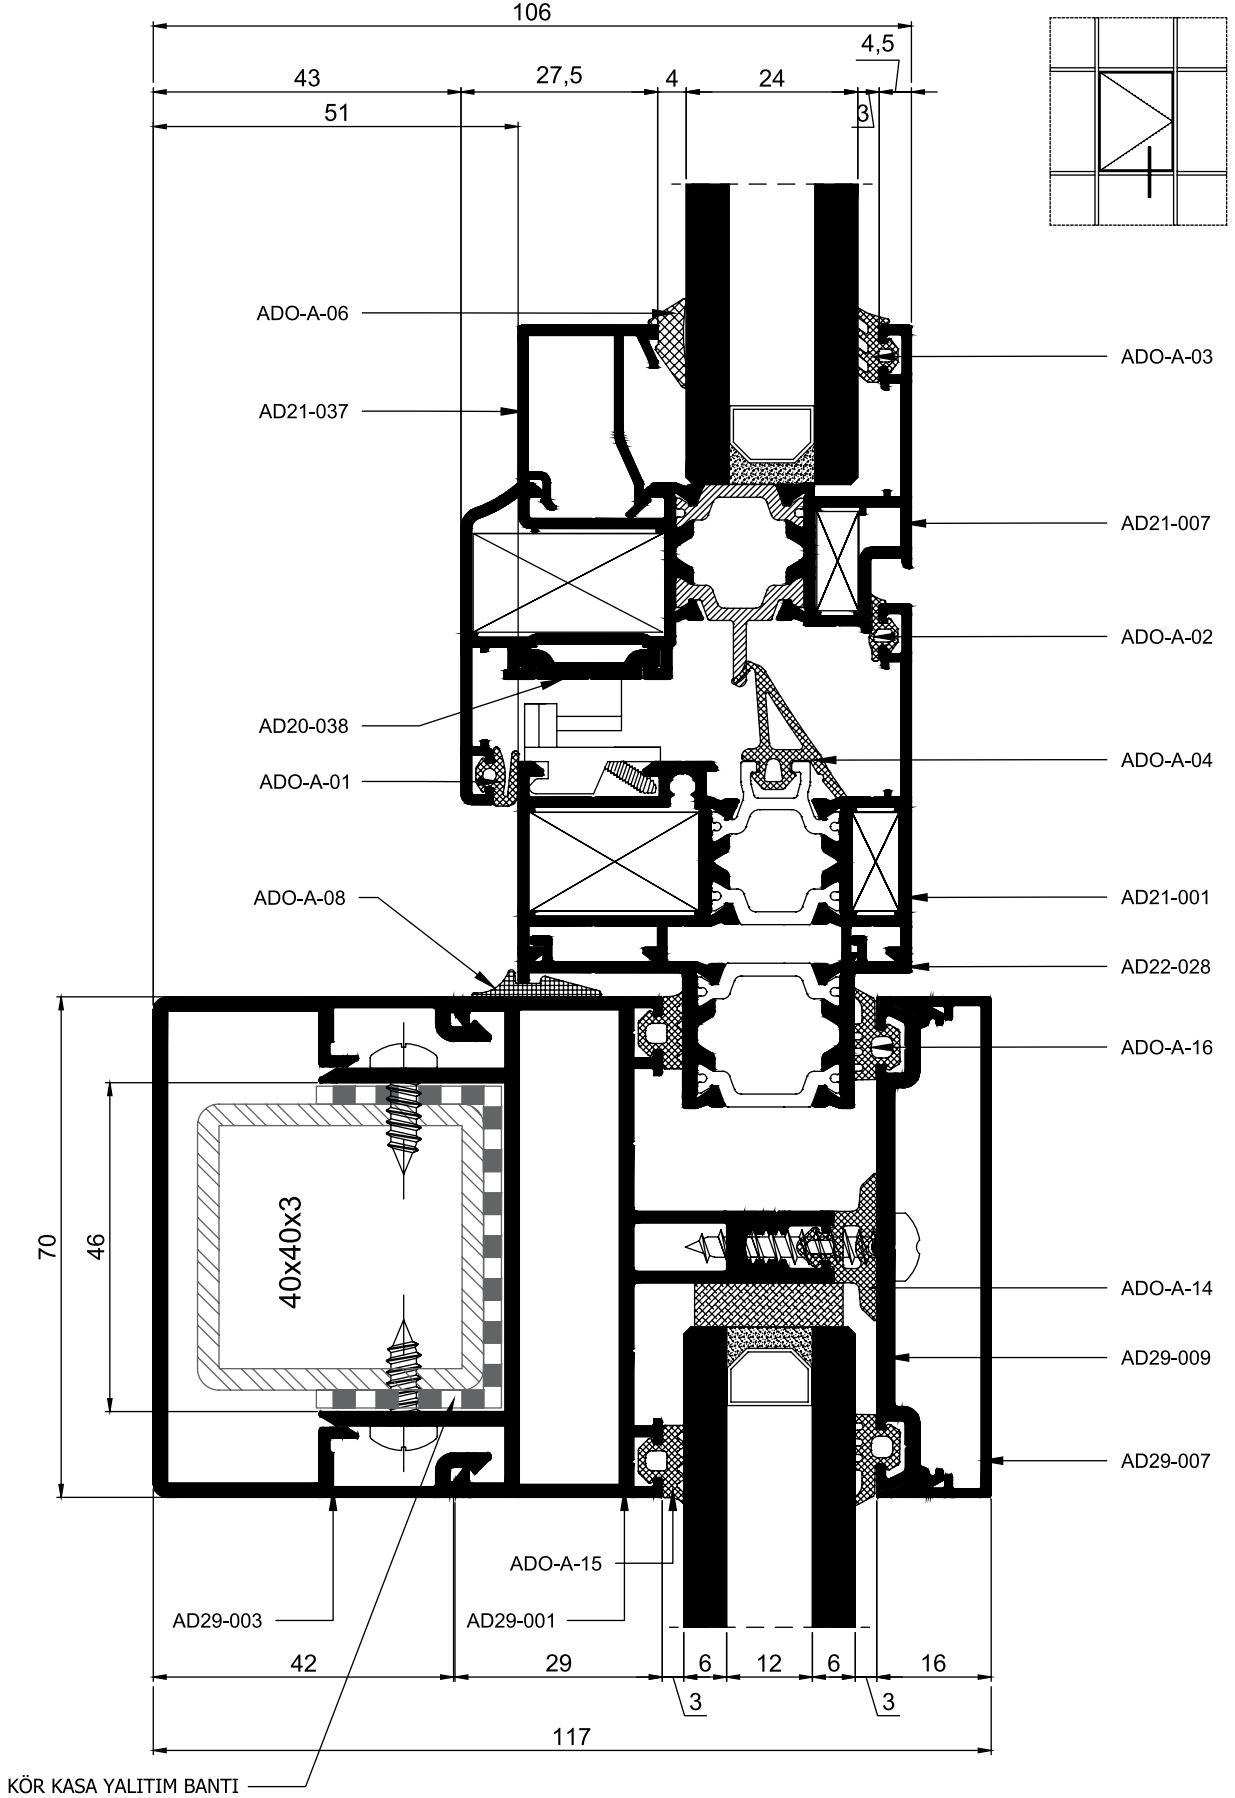 106
4,5
43
27,5
4
24
51
3
ADO-A-06
ADO-A-03
AD21-037
AD21-007
ADO-A-02
AD20-038
ADO-A-04
ADO-A-01
ADO-A-08
AD21-001
AD22-028
ADO-A-16
70
46
40x40x3
ADO-A-14
AD29-009
AD29-007
ADO-A-15
AD29-003
AD29-001
42
29
6
12
6
16
3
3
117
KÖR KASA YALITIM BANTI